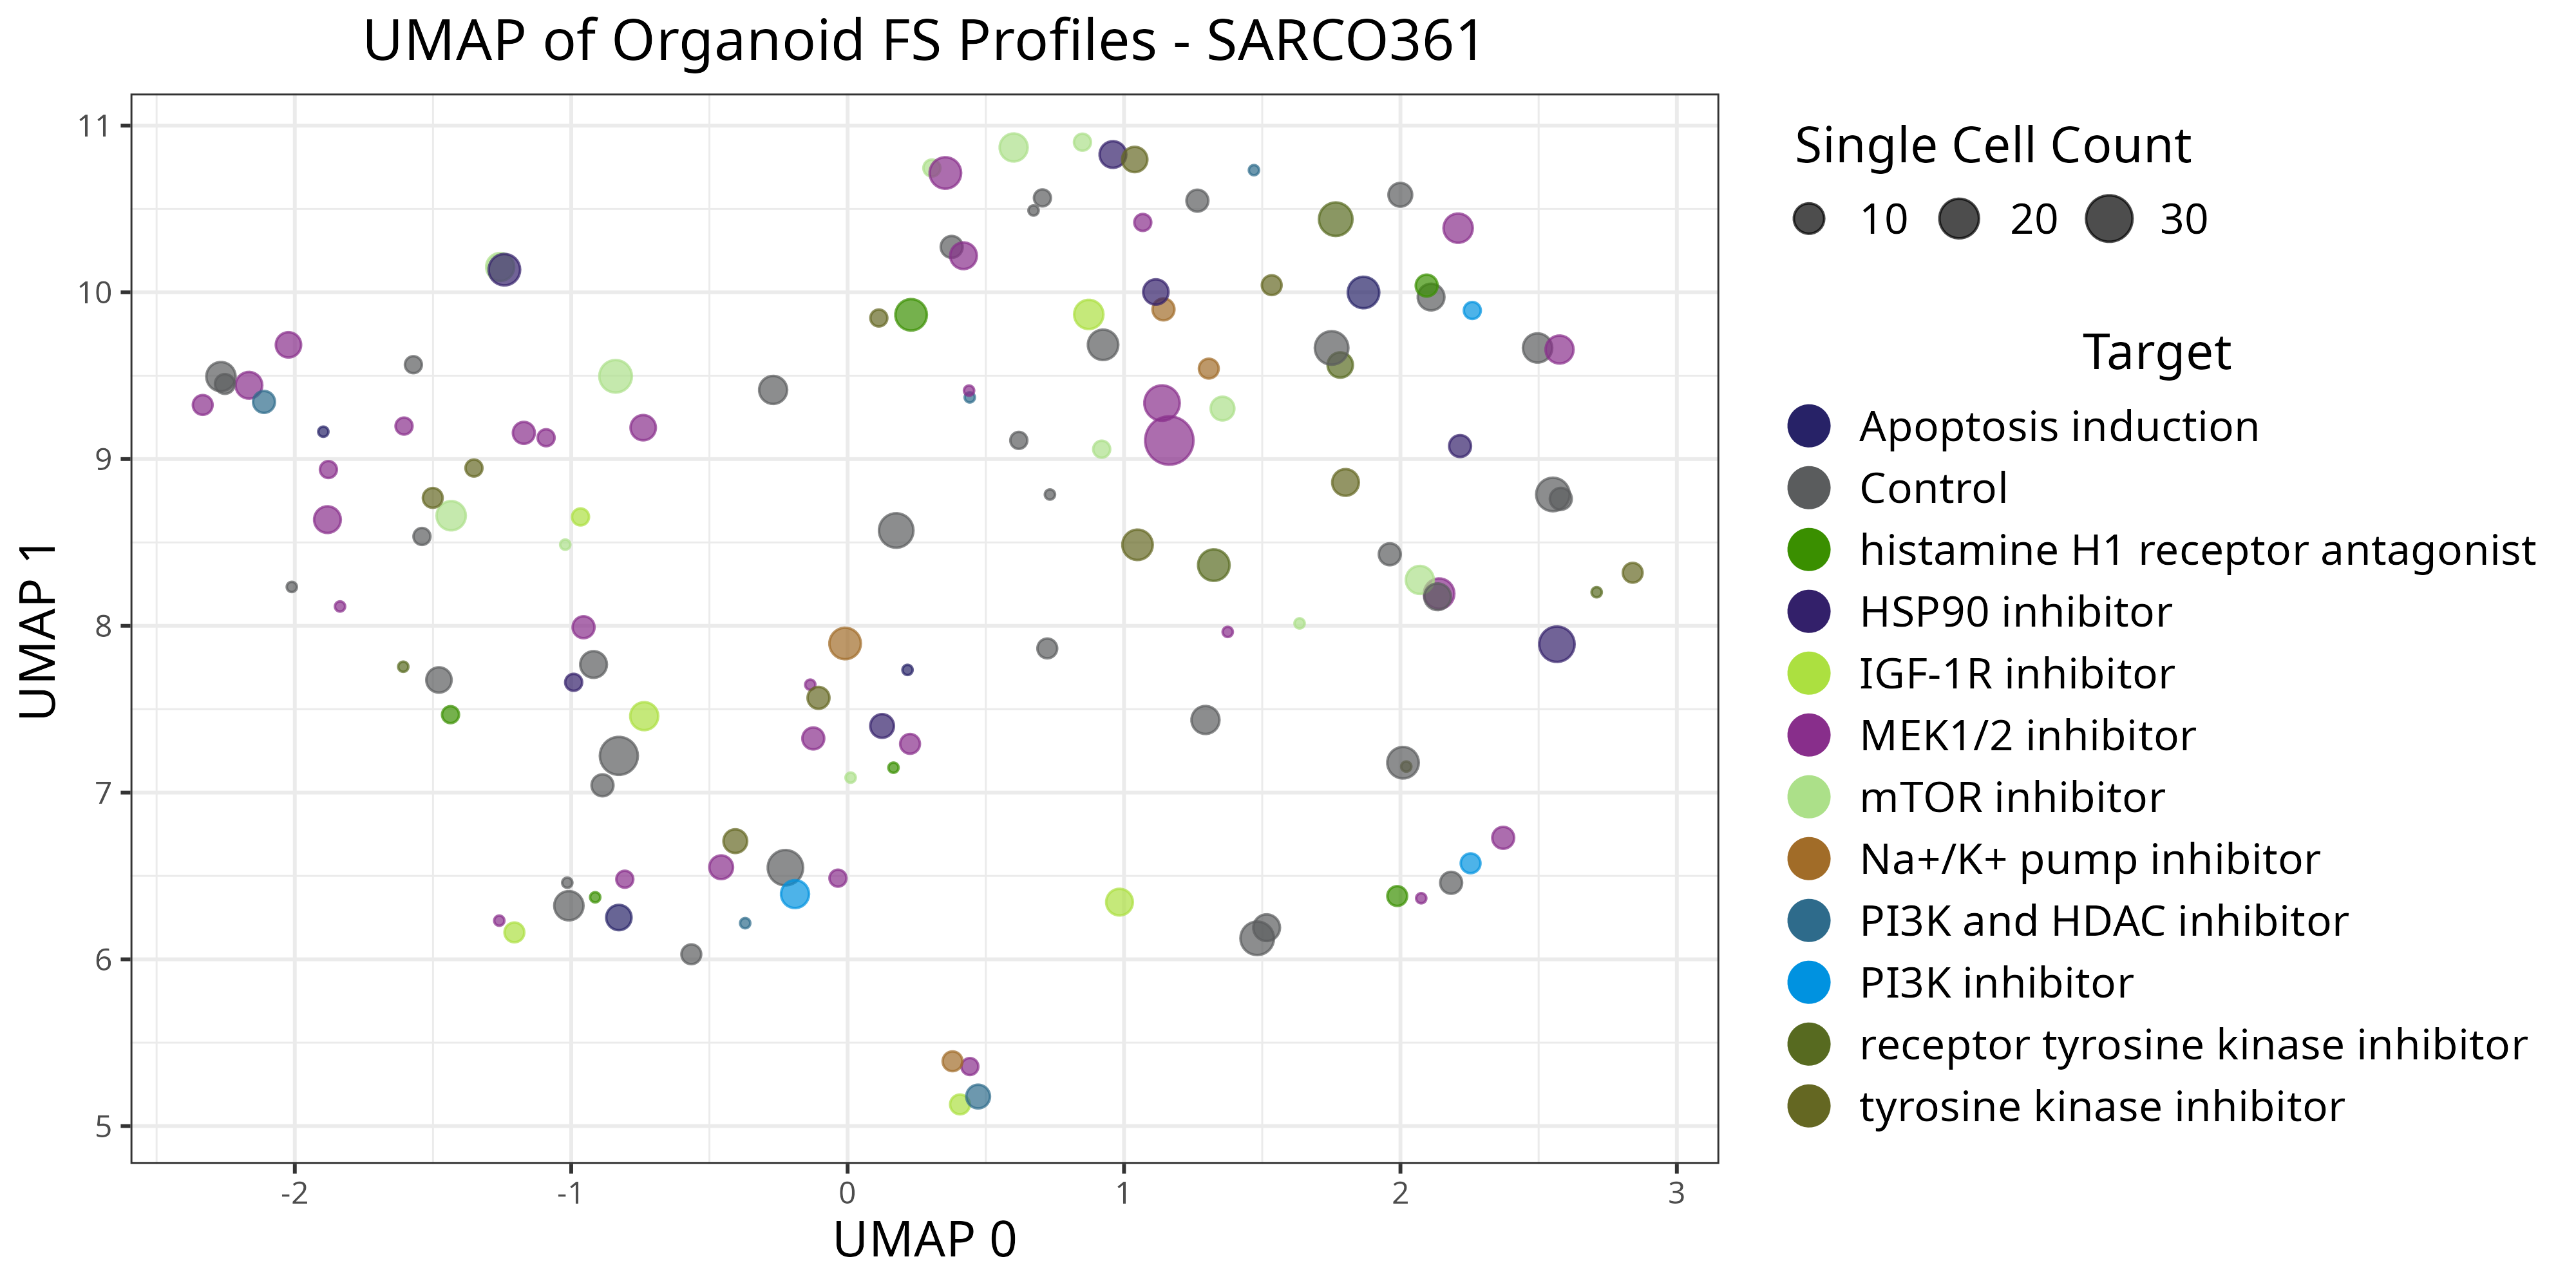 UMAP of Organoid FS Profiles - SARCO361
11
10
9
8
7
6
5
UMAP 1
-2
-1
0
1
2
3
UMAP 0
Single Cell Count
10 20 30
Target
Apoptosis induction
Control
histamine H1 receptor antagonist
HSP90 inhibitor
IGF-1R inhibitor
MEK1/2 inhibitor
mTOR inhibitor
Na+/K+ pump inhibitor
PI3K and HDAC inhibitor
PI3K inhibitor
receptor tyrosine kinase inhibitor
tyrosine kinase inhibitor